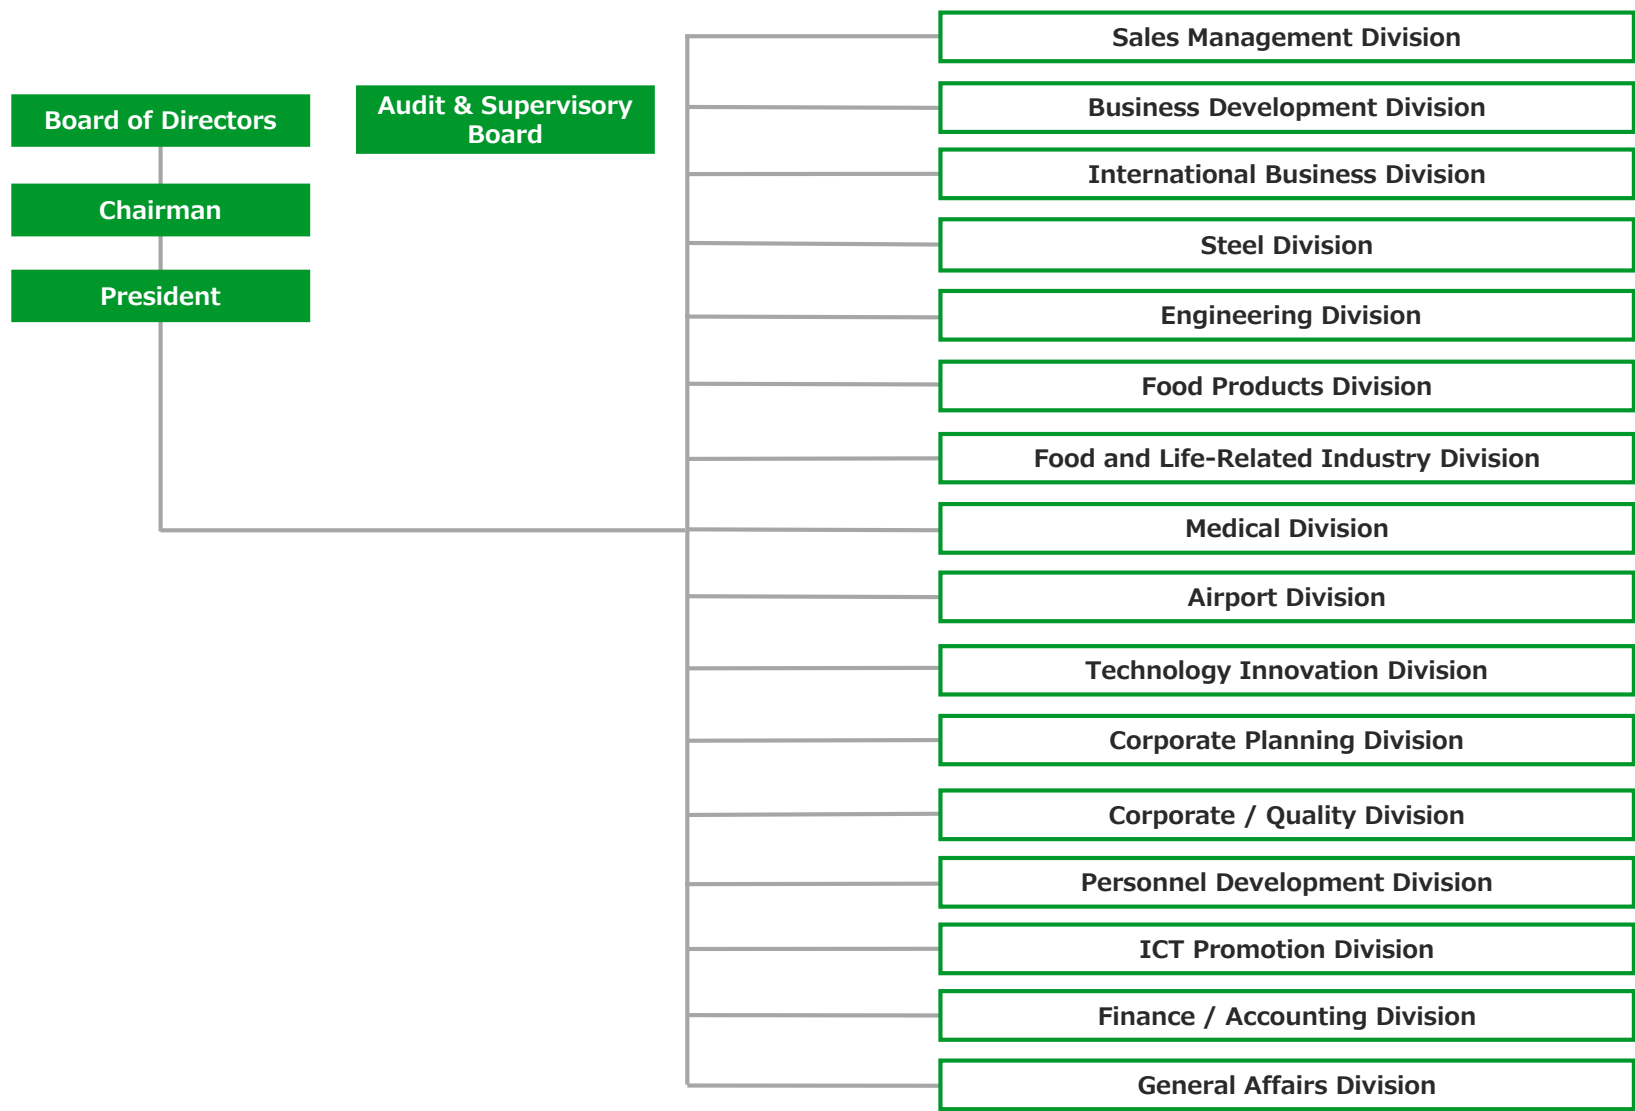 Board of Directors
Chairman
President
Audit & Supervisory
Board
Sales Management Division
Business Development Division
International Business Division
Steel Division
Engineering Division
Food Products Division
Food and Life-Related Industry Division
Medical Division
Airport Division
Technology Innovation Division
Corporate Planning Division
Corporate / Quality Division
Personnel Development Division
ICT Promotion Division
Finance / Accounting Division
General Affairs Division